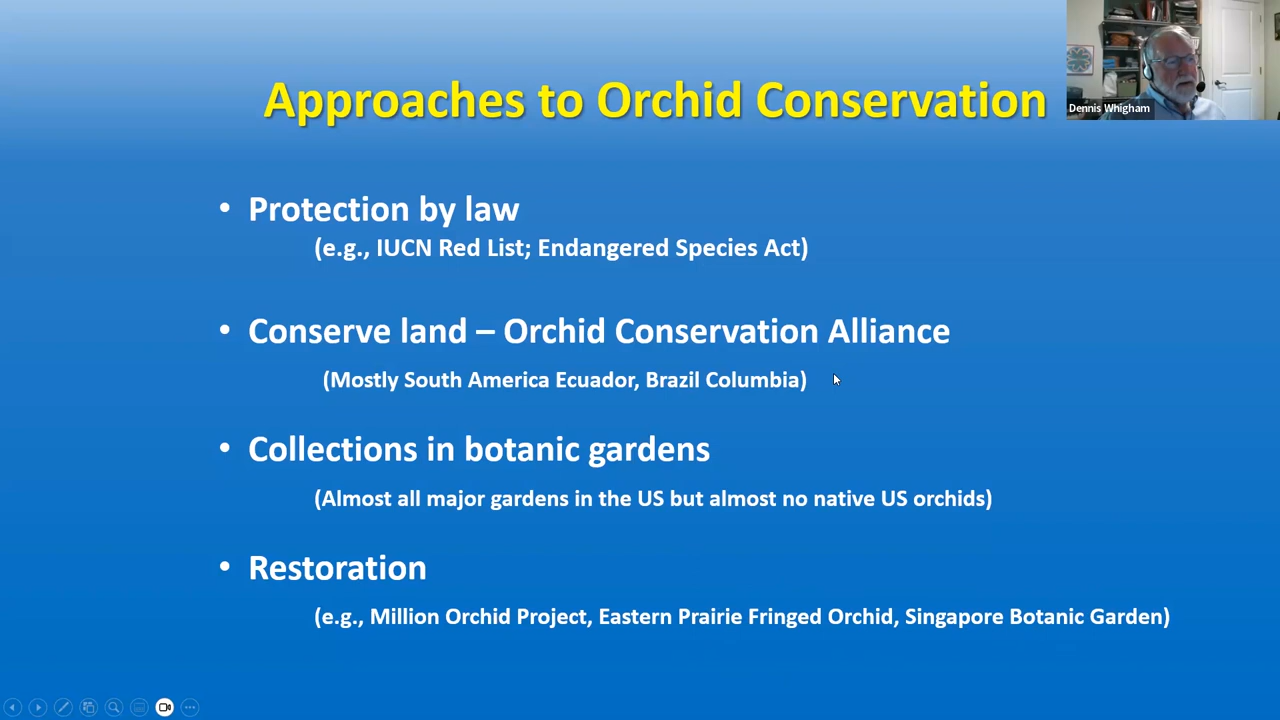 Approaches to Orchid Conservation
Dennis Whigham
• Protection by law
(e.g., IUCN Red List; Endangered Species Act)
• Conserve land – Orchid Conservation Alliance
(Mostly South America Ecuador, Brazil Columbia)
• Collections in botanic gardens
(Almost all major gardens in the US but almost no native US orchids)
• Restoration
(e.g., Million Orchid Project, Eastern Prairie Fringed Orchid, Singapore Botanic Garden)